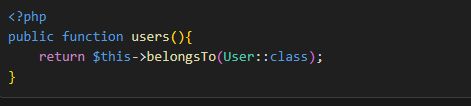 <?php
public function users(){
    return $this->belongsTo(User::class);
}